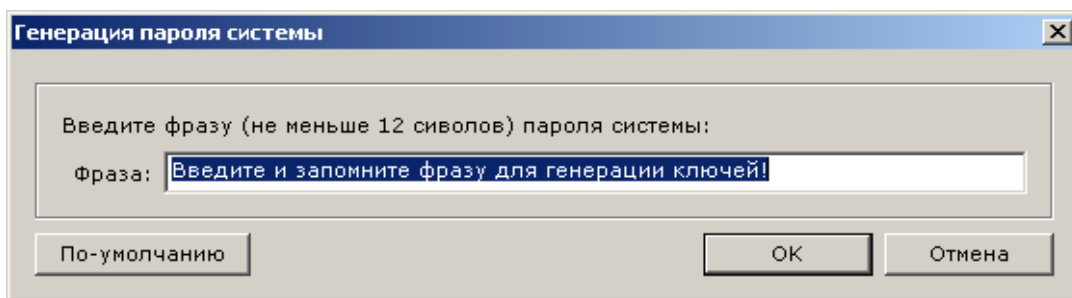 Генерация пароля системы
Введите фразу (не меньше 12 сиволов) пароля системы:
Фраза: Введите и запомните фразу для генерации ключей!
По-умолчанию OK Отмена